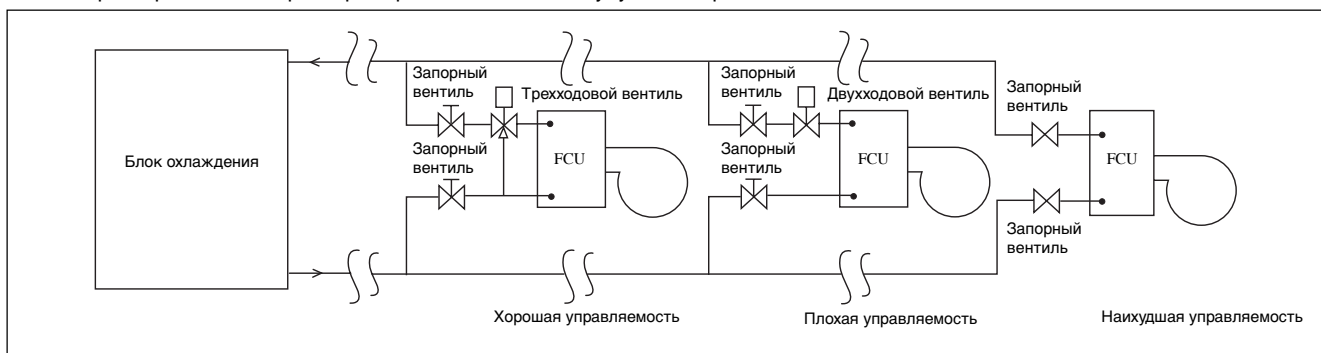 Блок охлаждения
Запорный
вентиль
Трехходовой вентиль
Запорный
вентиль
FCU
Хорошая управляемость
Запорный
вентиль
Двухходовой вентиль
Запорный
вентиль
FCU
Плохая управляемость
Запорный
вентиль
FCU
Запорный
вентиль
Наихудшая управляемость